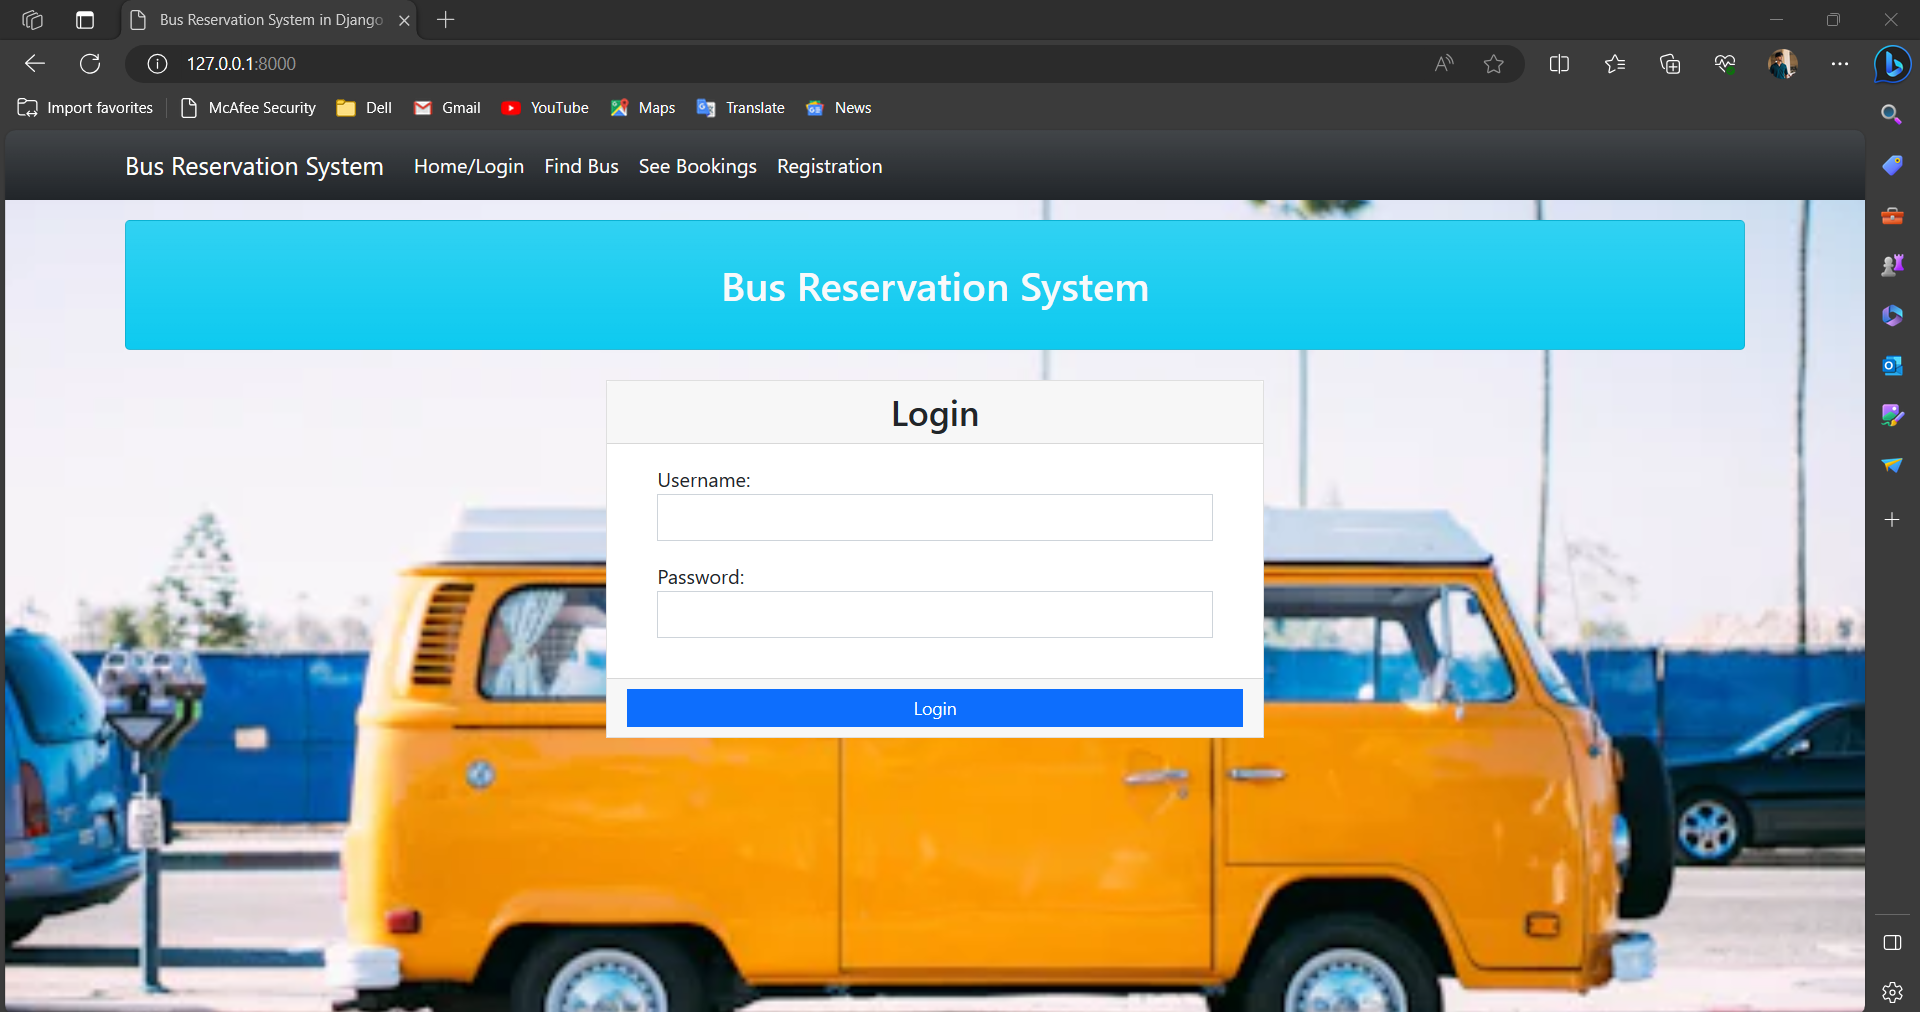 Bus Reservation System in Django
127.0.0.1:8000
Import favorites McAfee Security Dell Gmail YouTube Maps Translate News
Bus Reservation System Home/Login Find Bus See Bookings Registration
Bus Reservation System
Login
Username:
Password:
Login